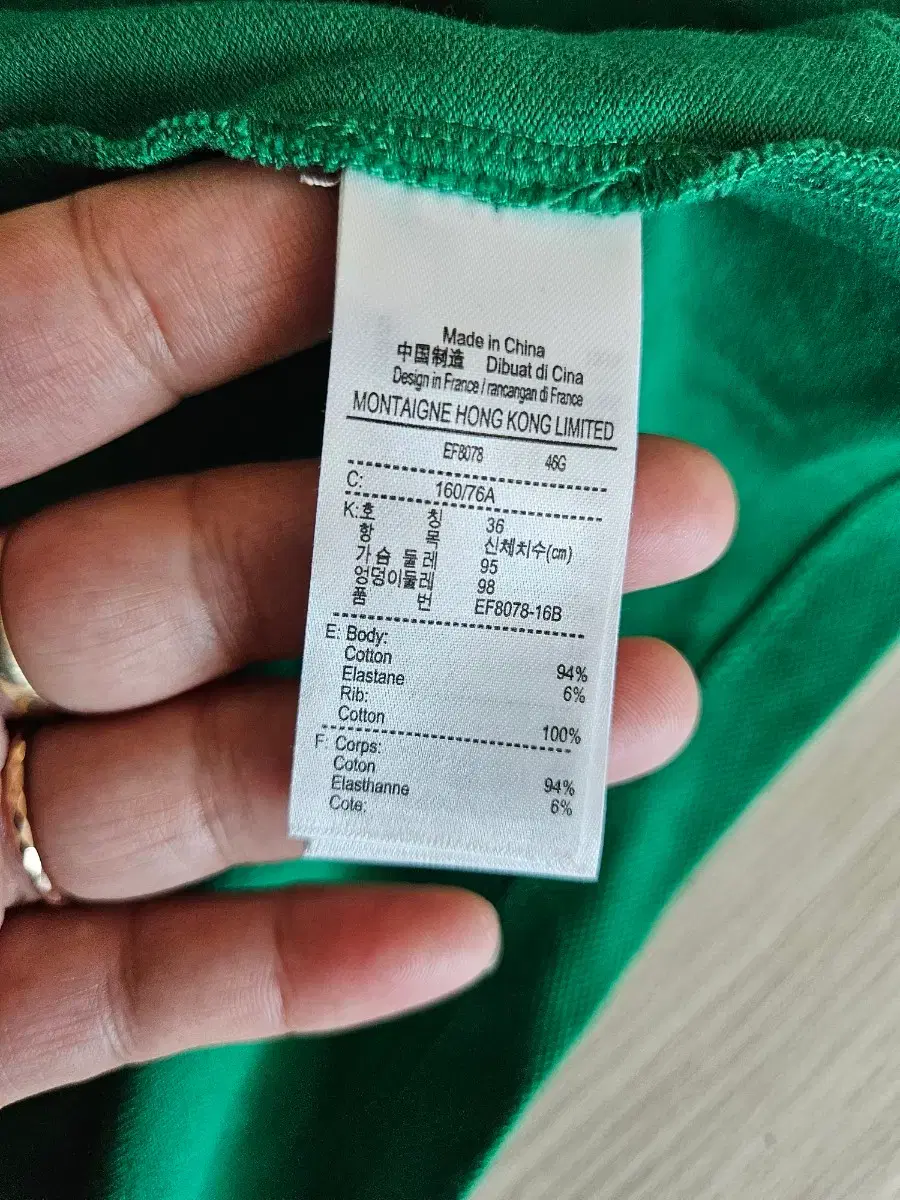 Made in China
中国制造 Dibuat di Cina
Design in France / rancangan di France
MONTAIGNE HONG KONG LIMITED
EF8078 46G
C: 160/76A
K:호 칭 36
항 목 신체치수(㎝)
가 슴 둘 레 95
엉덩이둘레 98
품 번 EF8078-16B
E: Body:
Cotton 94%
Elastane 6%
Rib:
Cotton 100%
F: Corps:
Coton 94%
Elasthanne 6%
Cote: